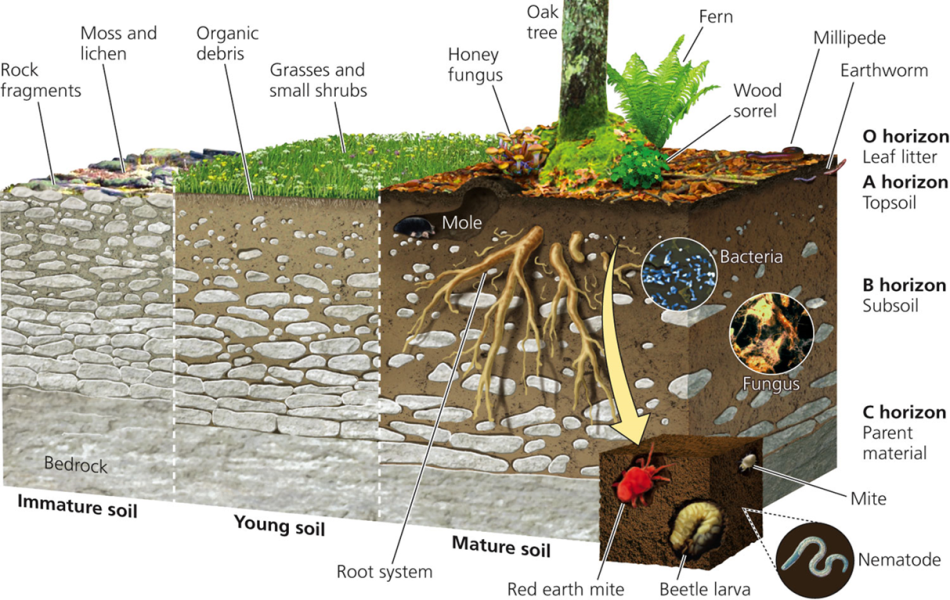 Oak
tree
Fern
Moss and
lichen
Organic
debris
Millipede
Honey
fungus
Rock
fragments
Grasses and
small shrubs
Earthworm
Wood
sorrel
O horizon
Leaf litter
A horizon
Topsoil
Mole
Bacteria
B horizon
Subsoil
Fungus
C horizon
Parent
material
Bedrock
Mite
Immature soil
Young soil
Mature soil
Nematode
Root system
Red earth mite
Beetle larva